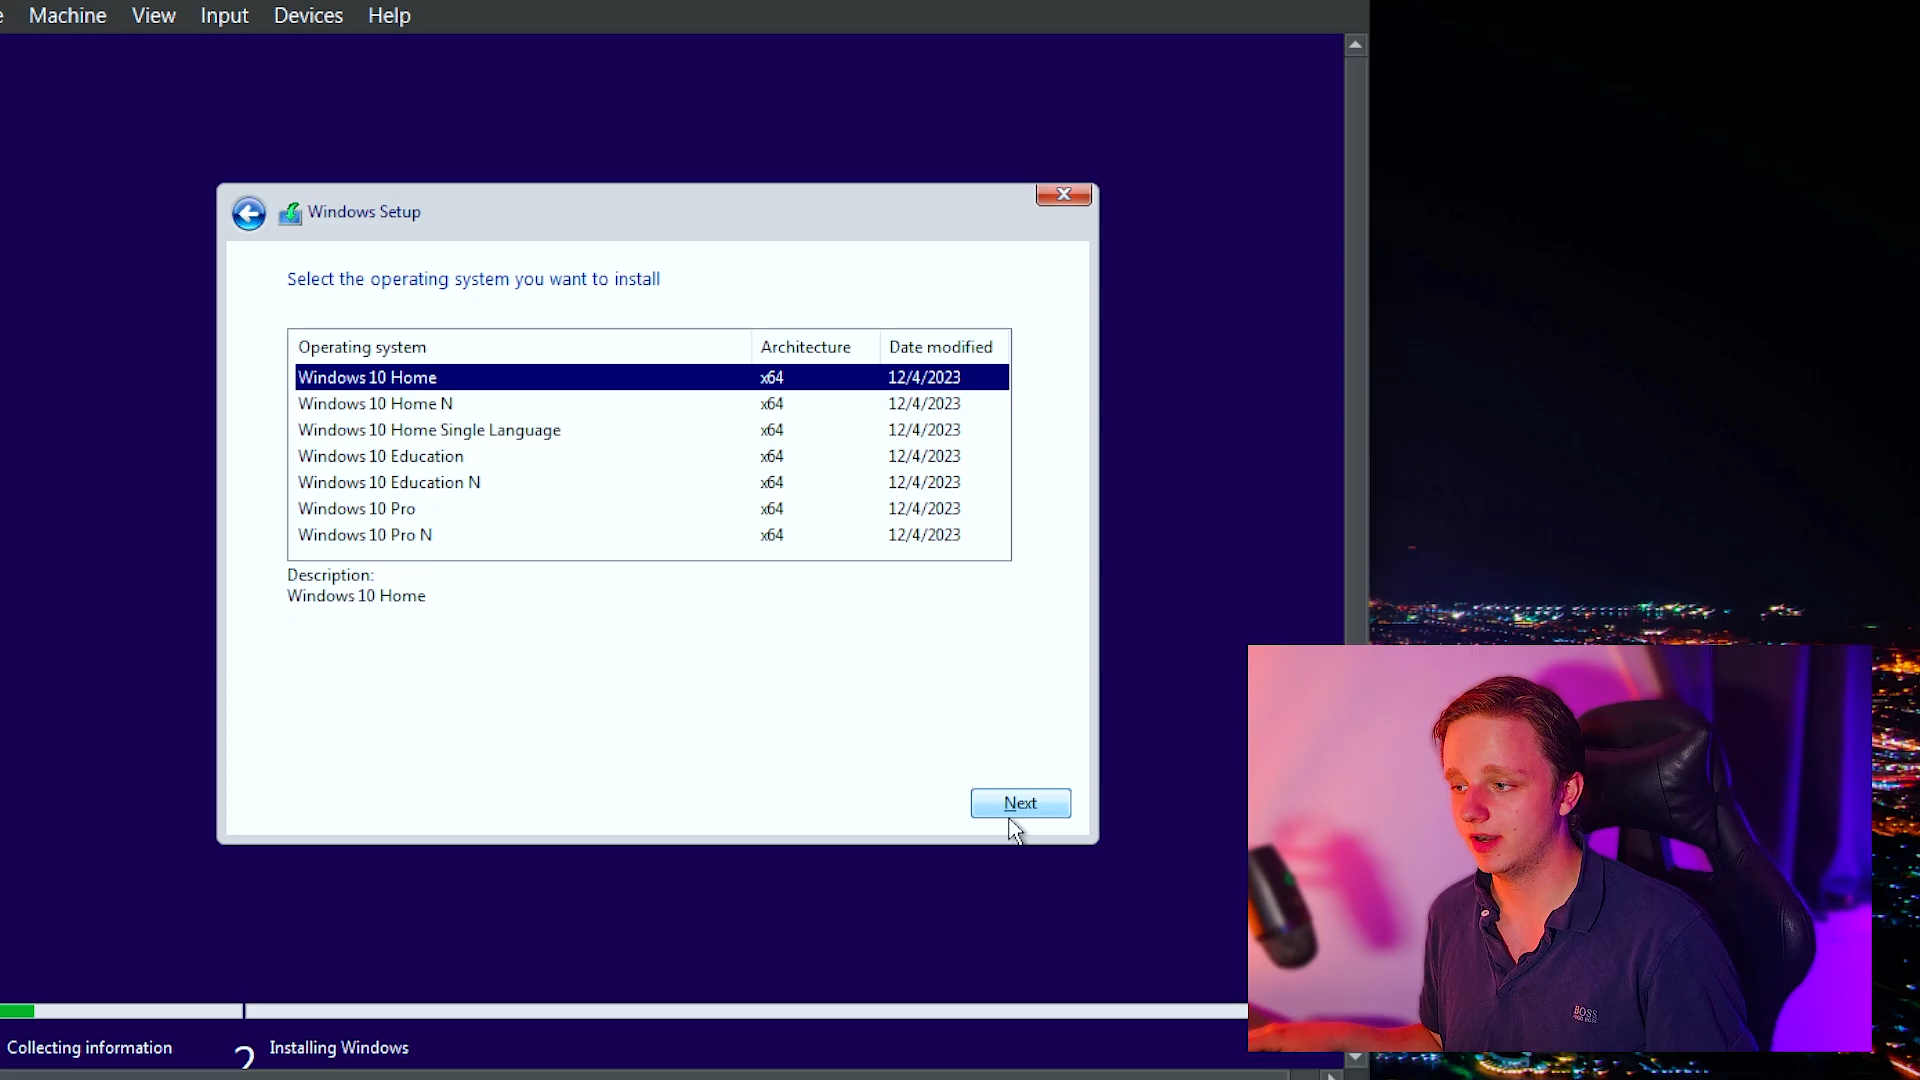 Machine View Input Devices Help
Windows Setup
Select the operating system you want to install
Operating system Architecture Date modified
Windows 10 Home x64 12/4/2023
Windows 10 Home N x64 12/4/2023
Windows 10 Home Single Language x64 12/4/2023
Windows 10 Education x64 12/4/2023
Windows 10 Education N x64 12/4/2023
Windows 10 Pro x64 12/4/2023
Windows 10 Pro N x64 12/4/2023
Description:
Windows 10 Home
Next
BOSS
Collecting information 2 Installing Windows